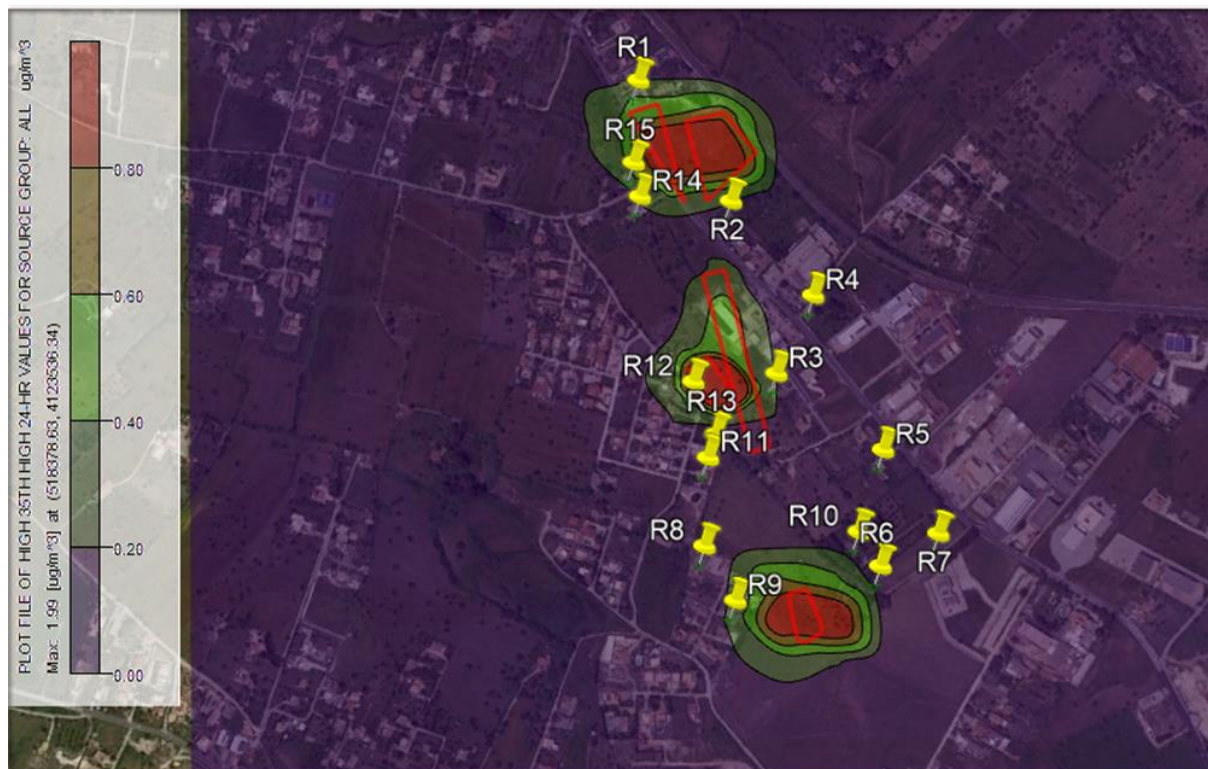 PLOT FILE OF HIGH 35TH HIGH 24-HR VALUES FOR SOURCE GROUP: ALL ug/m^3
Max: 1.99 [ug/m^3] at (518378.63, 4123536.34)
0.80
0.60
0.40
0.20
0.00
R1
R15
R14
R2
R4
R12
R3
R13
R11
R5
R8
R10
R6
R7
R9